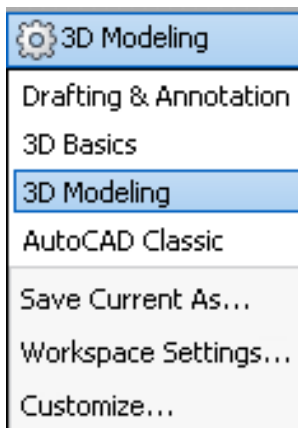 3D Modeling
Drafting & Annotation
3D Basics
3D Modeling
AutoCAD Classic
Save Current As...
Workspace Settings...
Customize...